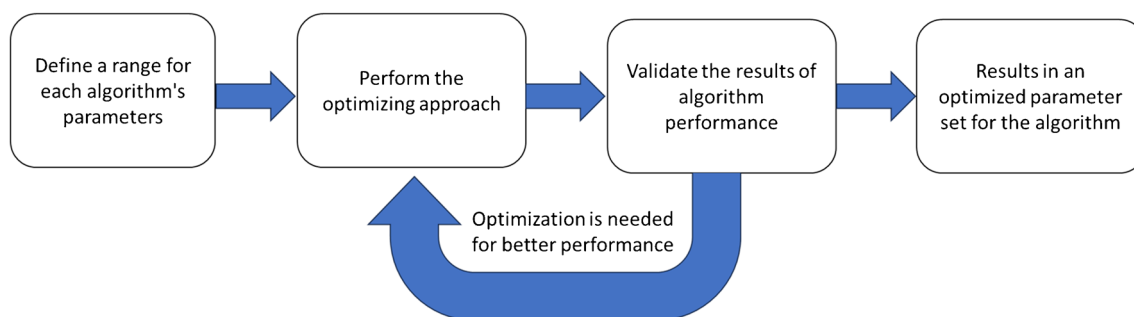 Define a range for
each algorithm's
parameters
Perform the
optimizing approach
Validate the results of
algorithm
performance
Results in an
optimized parameter
set for the algorithm
Optimization is needed
for better performance